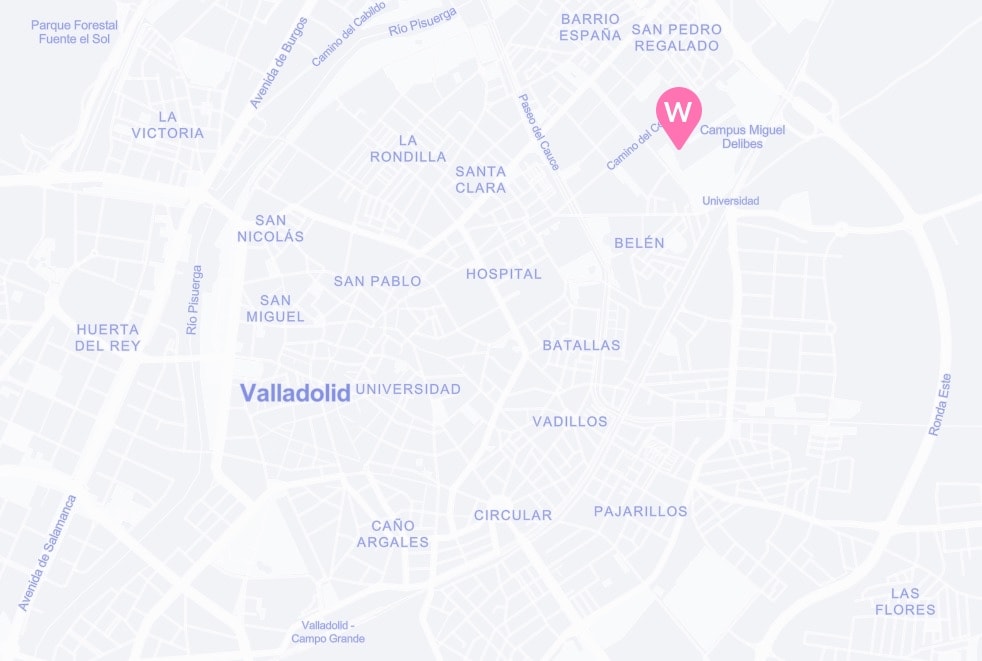 Parque Forestal
Fuente el Sol
Avenida de Burgos
Camino del Cabildo
Río Pisuerga
BARRIO
ESPAÑA
SAN PEDRO
REGALADO
LA
VICTORIA
LA
RONDILLA
Paseo del Cauce
W
Camino del
Campus Miguel
Delibes
SANTA
CLARA
Universidad
SAN
NICOLÁS
BELÉN
HOSPITAL
SAN PABLO
Río Pisuerga
SAN
MIGUEL
HUERTA
DEL REY
BATALLAS
Valladolid
UNIVERSIDAD
Ronda Este
VADILLOS
CIRCULAR
PAJARILLOS
CAÑO
ARGALES
Avenida de Salamanca
LAS
FLORES
Valladolid -
Campo Grande